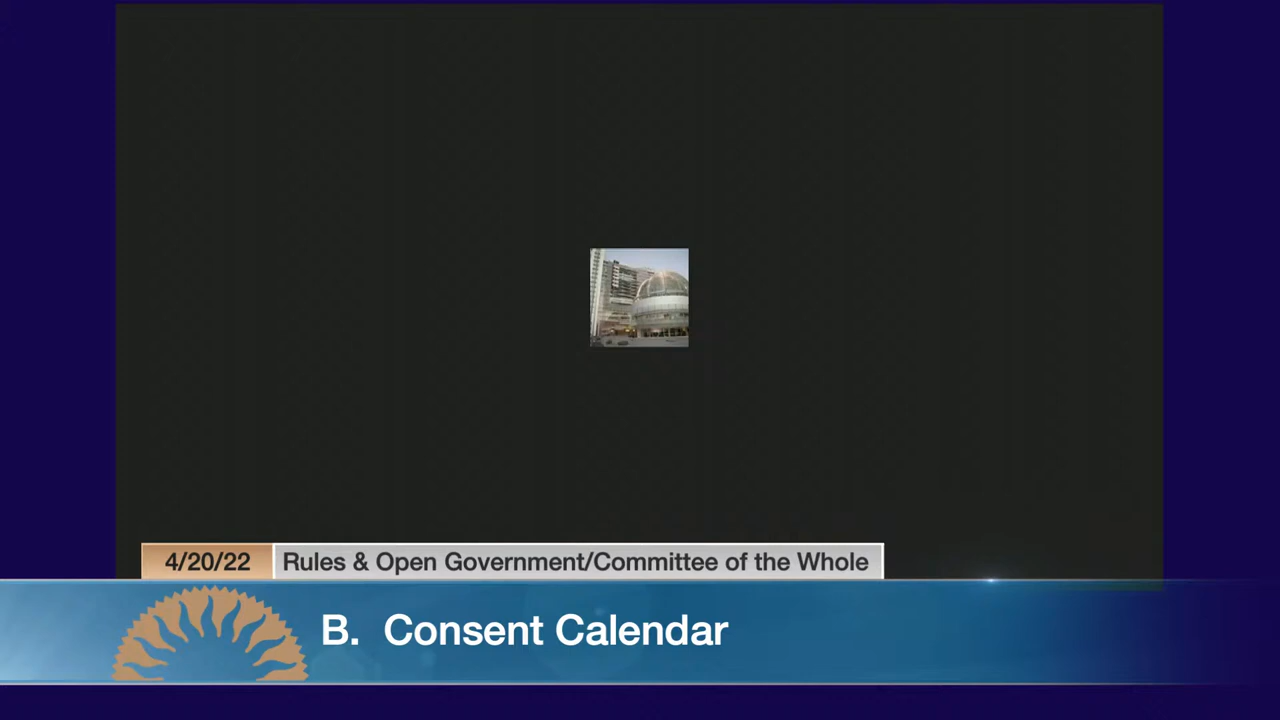 4/20/22 Rules & Open Government/Committee of the Whole
B. Consent Calendar